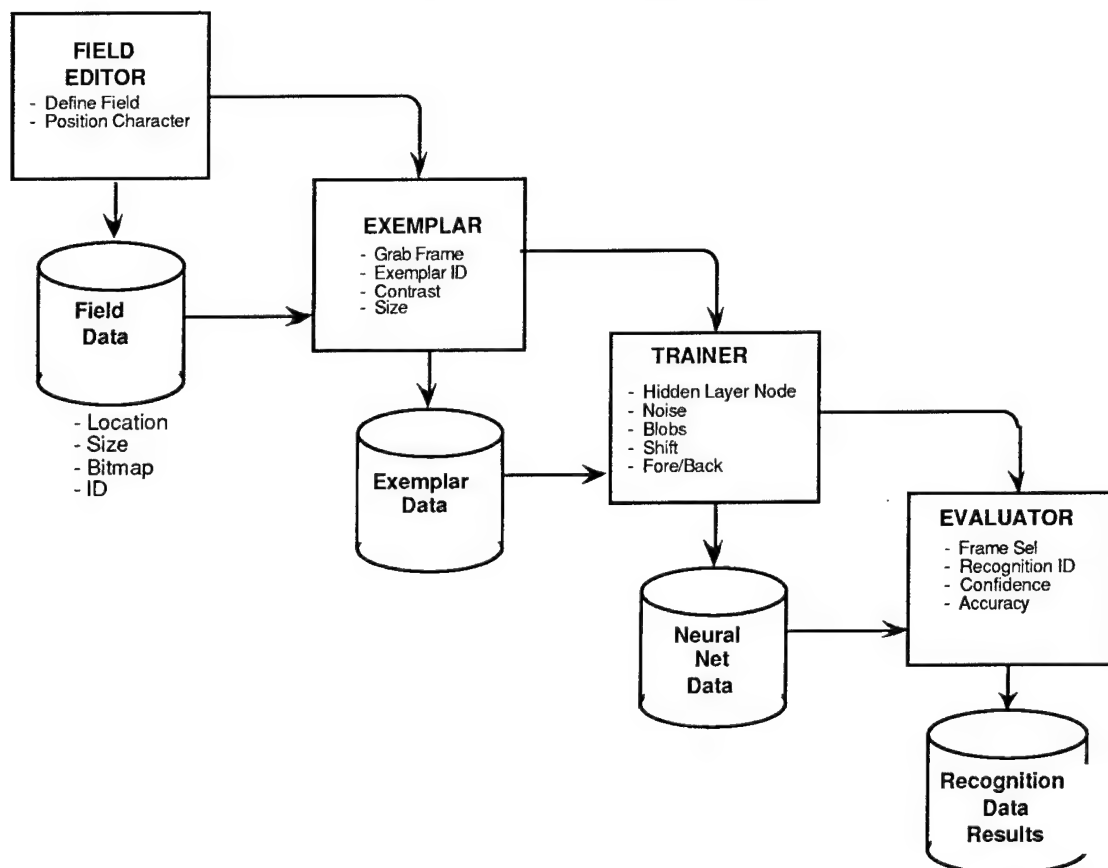 FIELD
EDITOR
- Define Field
- Position Character
Field
Data
- Location
- Size
- Bitmap
- ID
EXEMPLAR
- Grab Frame
- Exemplar ID
- Contrast
- Size
Exemplar
Data
TRAINER
- Hidden Layer Node
- Noise
- Blobs
- Shift
- Fore/Back
Neural
Net
Data
EVALUATOR
- Frame Sel
- Recognition ID
- Confidence
- Accuracy
Recognition
Data
Results